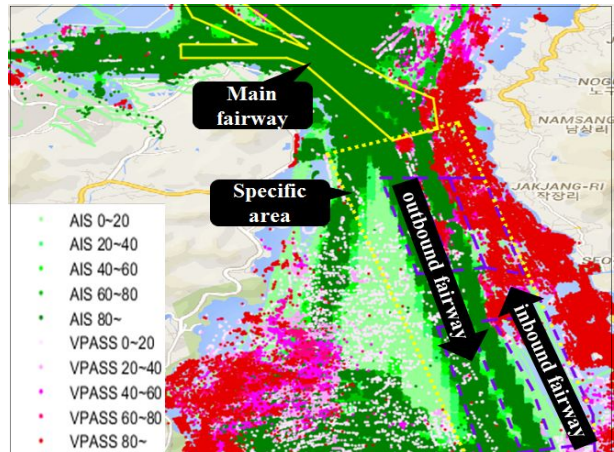 Main
fairway
Specific
area
outbound fairway
inbound fairway
NAMSANG-RI
남상리
JAKJANG-RI
작장리
AIS 0~20
AIS 20~40
AIS 40~60
AIS 60~80
AIS 80~
VPASS 0~20
VPASS 20~40
VPASS 40~60
VPASS 60~80
VPASS 80~